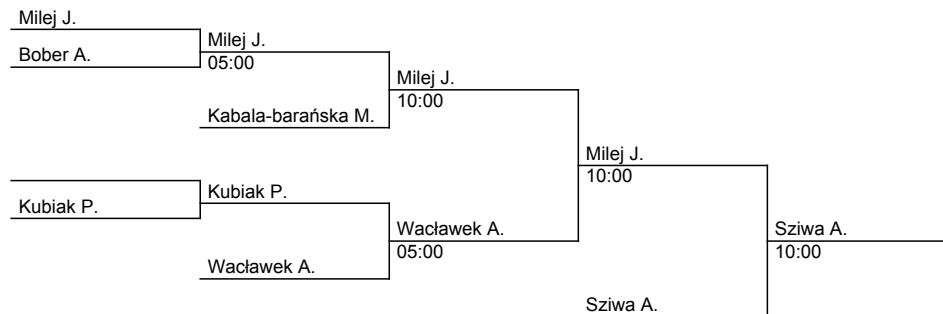 Milej J.
Bober A.
Milej J.
05:00
Kabala-barańska M.
Milej J.
10:00
Kubiak P.
Kubiak P.
Wacławek A.
Wacławek A.
05:00
Milej J.
10:00
Sziwa A.
Sziwa A.
10:00